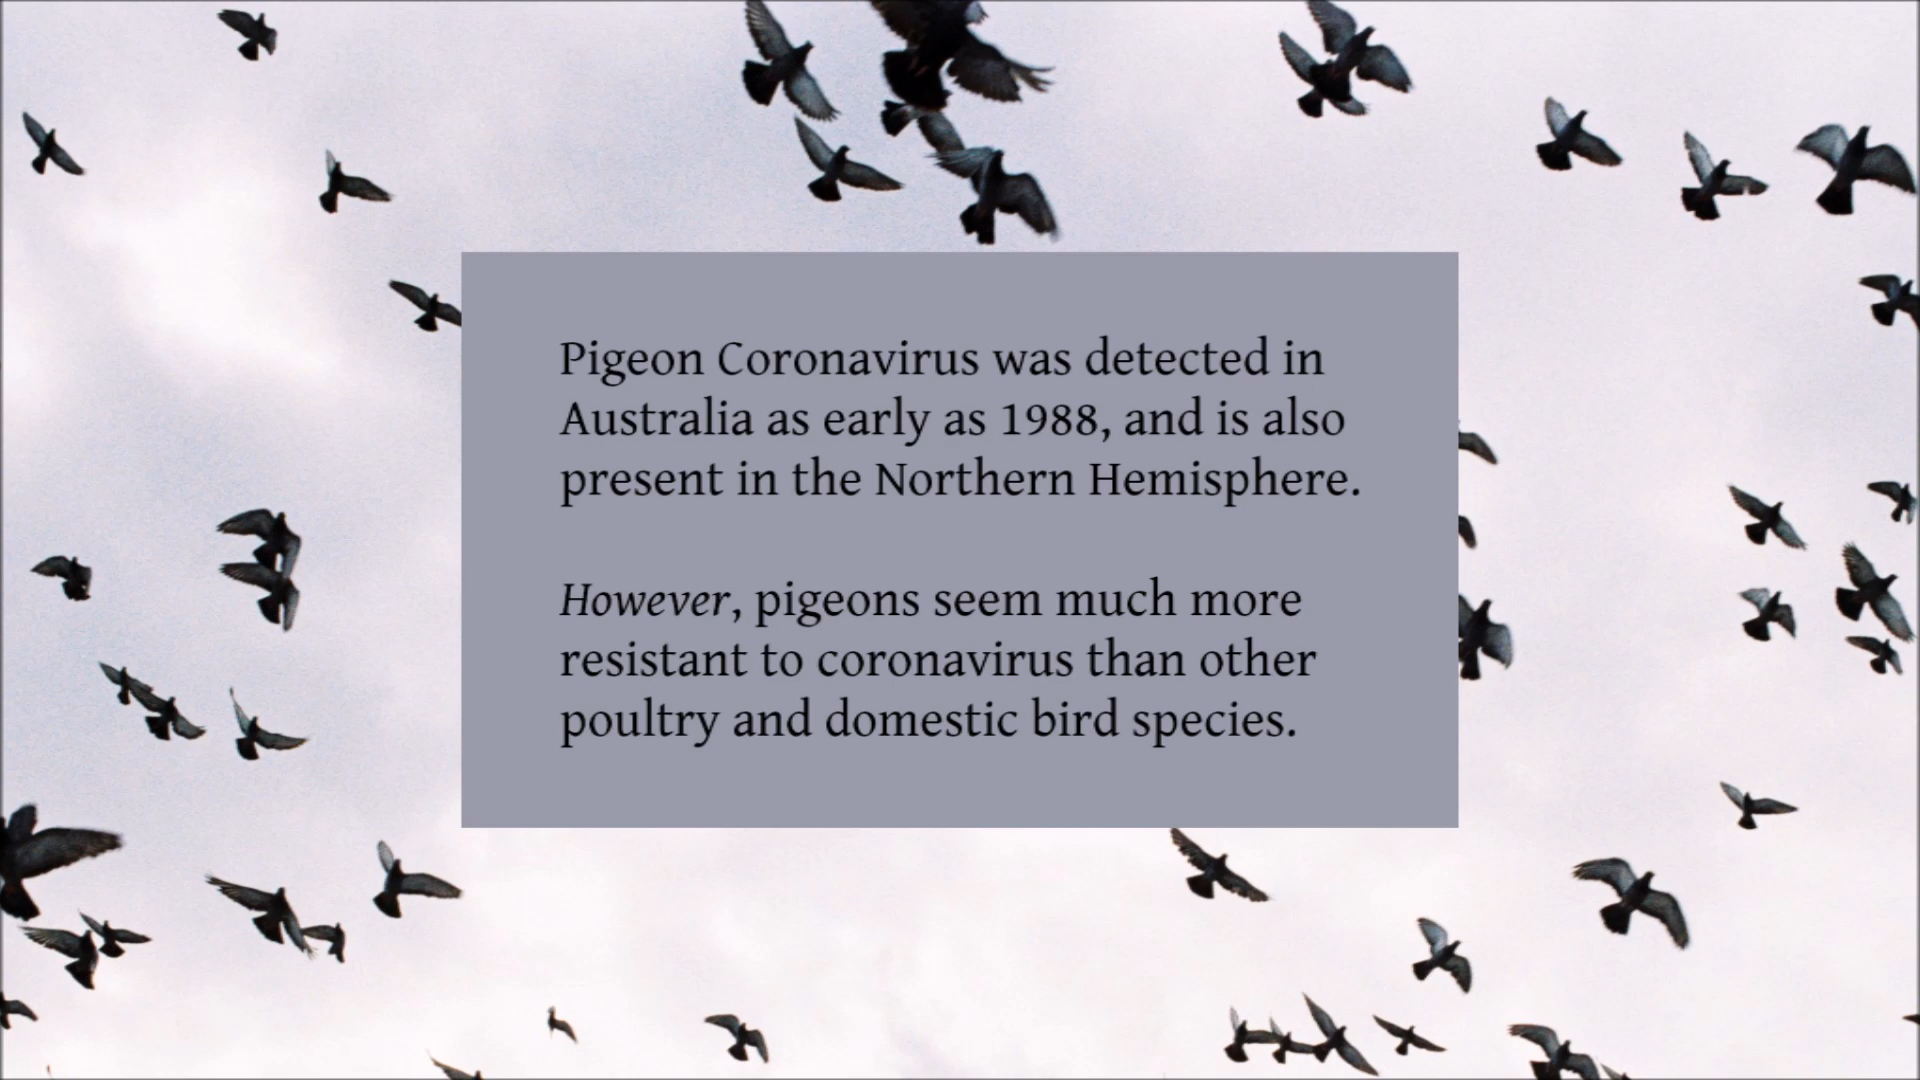 Pigeon Coronavirus was detected in
Australia as early as 1988, and is also
present in the Northern Hemisphere.
However, pigeons seem much more
resistant to coronavirus than other
poultry and domestic bird species.